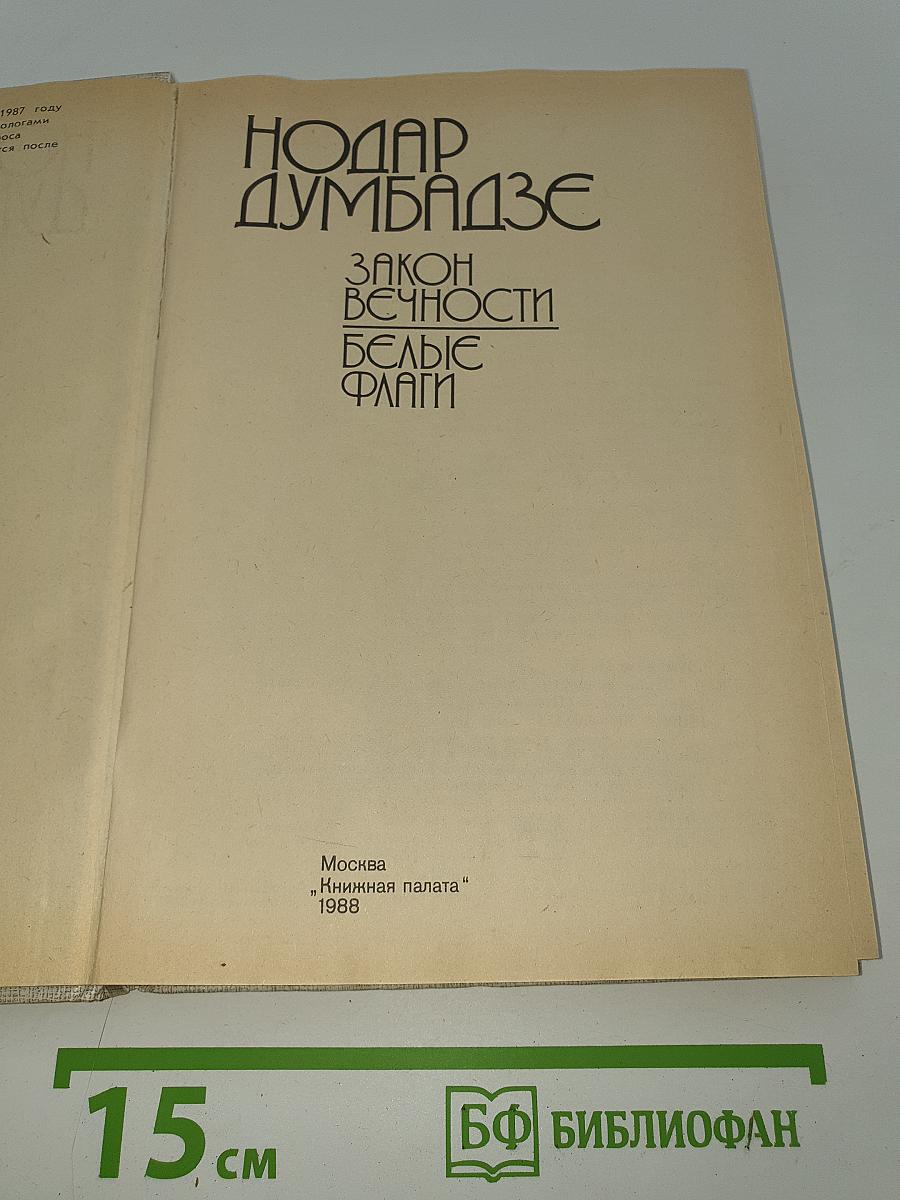 1987 году
ологами
оса
ся после
НОДАР
ДУМБАДЗЕ
ЗАКОН
ВЕЧНОСТИ
БЕЛЫЕ
ФЛАГИ
Москва
„Книжная палата“
1988
15 см
БФ БИБЛИОФАН